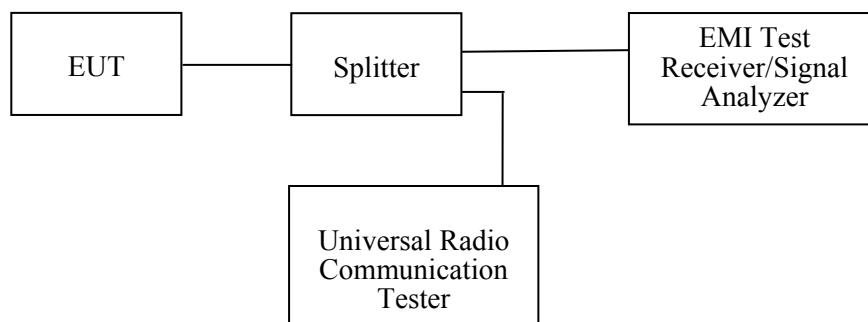 EUT
Splitter
EMI Test
Receiver/Signal
Analyzer
Universal Radio
Communication
Tester